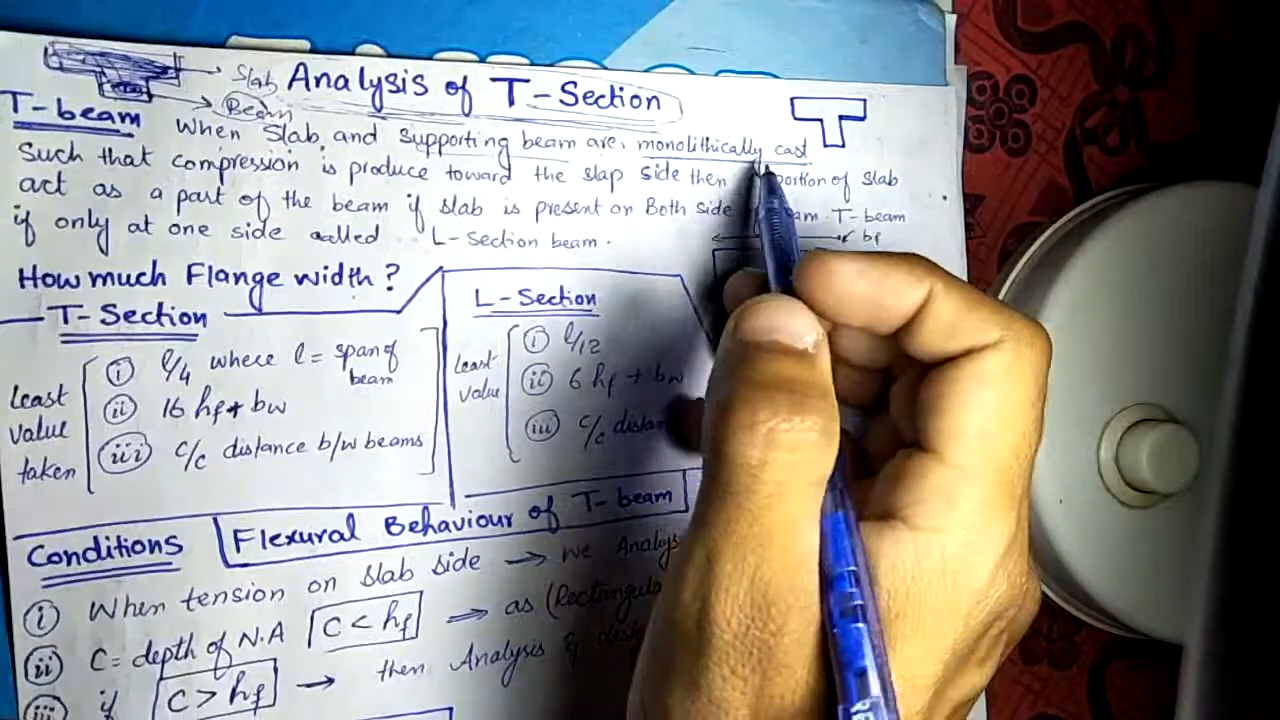 Slab
Analysis of T-Section
Beam
T-beam When Slab and supporting beam are, monolithically cast
Such that compression is produce toward the slap side then portion of slab
act as a part of the beam if slab is present on Both side T-beam
if only at one side called L-Section beam.
bf
How much Flange width?
T-Section
Least value taken
(i) l/4 where l = span of beam
(ii) 16 hf + bw
(iii) c/c distance b/w beams
L-Section
Least value
(i) l/12
(ii) 6 hf + bw
(iii) c/c
Flexural Behaviour of T-beam
Conditions
(i) When tension on slab side → we
(ii) C = depth of N.A C < hf ⇒ as
(iii) if C > hf → then Analysis &